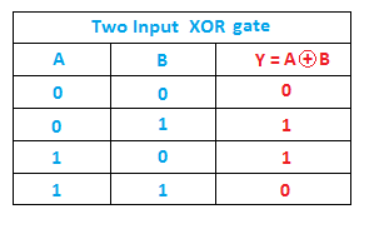 Two Input XOR gate
A B Y = A⊕B
0 0 0
0 1 1
1 0 1
1 1 0